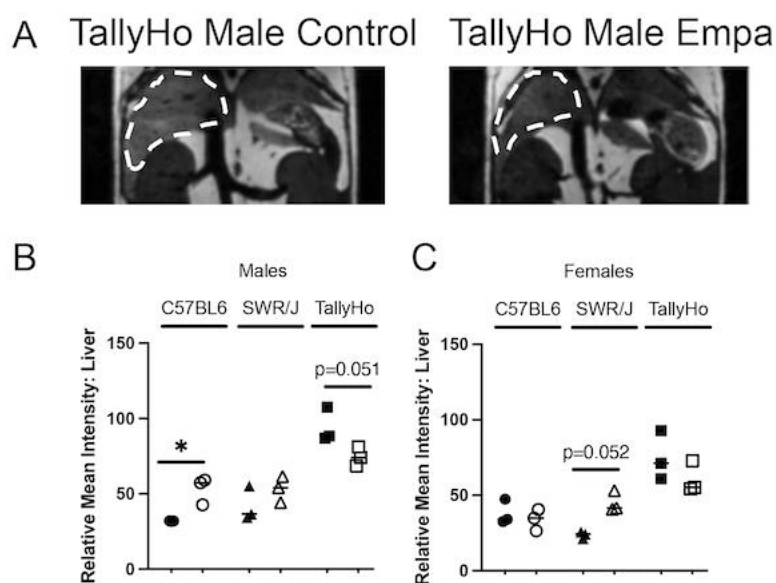 A TallyHo Male Control TallyHo Male Empa
B C
Males Females
C57BL6 SWR/J TallyHo C57BL6 SWR/J TallyHo
Relative Mean Intensity: Liver
150
100
50
0
*
p=0.051
Relative Mean Intensity: Liver
150
100
50
0
p=0.052